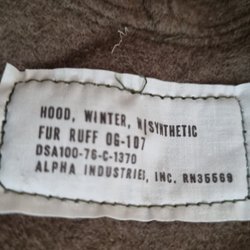 HOOD, WINTER, W/SYNTHETIC
FUR RUFF OG-107
DSA100-76-C-1370
ALPHA INDUSTRIES, INC. RN35569